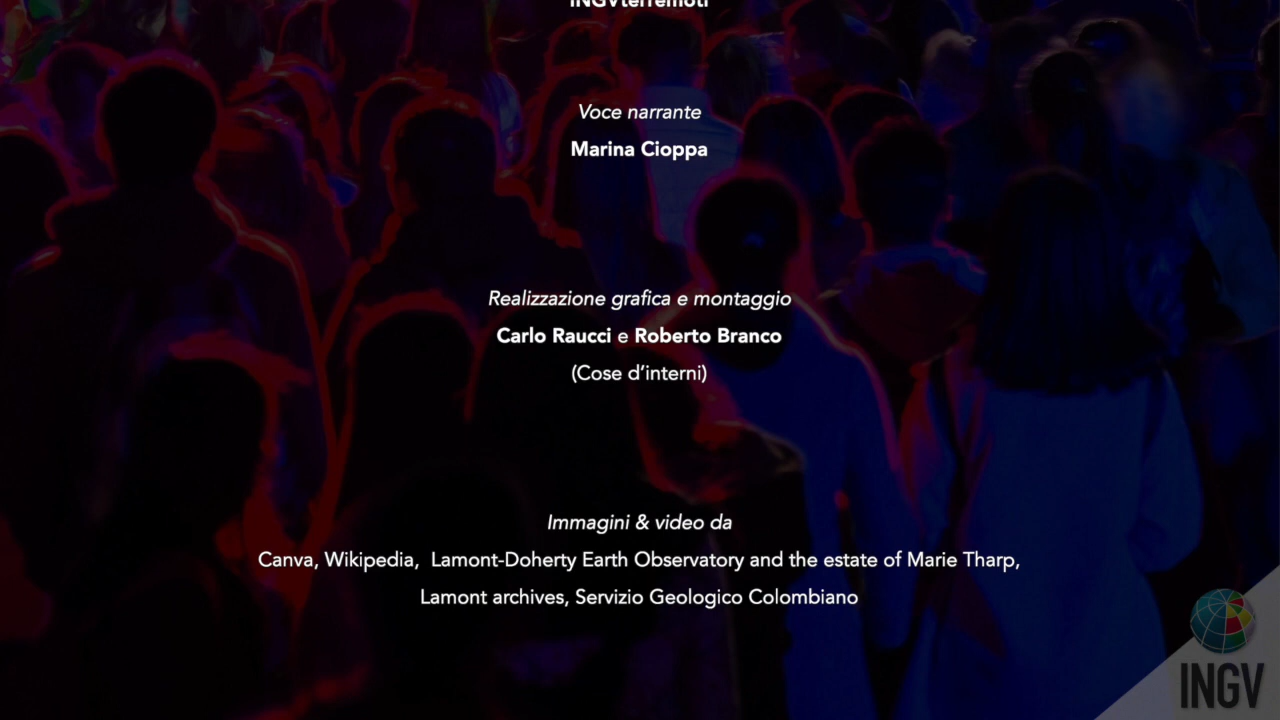 INGVterremoti
Voce narrante
Marina Cioppa
Realizzazione grafica e montaggio
Carlo Raucci e Roberto Branco
(Cose d’interni)
Immagini & video da
Canva, Wikipedia, Lamont-Doherty Earth Observatory and the estate of Marie Tharp,
Lamont archives, Servizio Geologico Colombiano
INGV